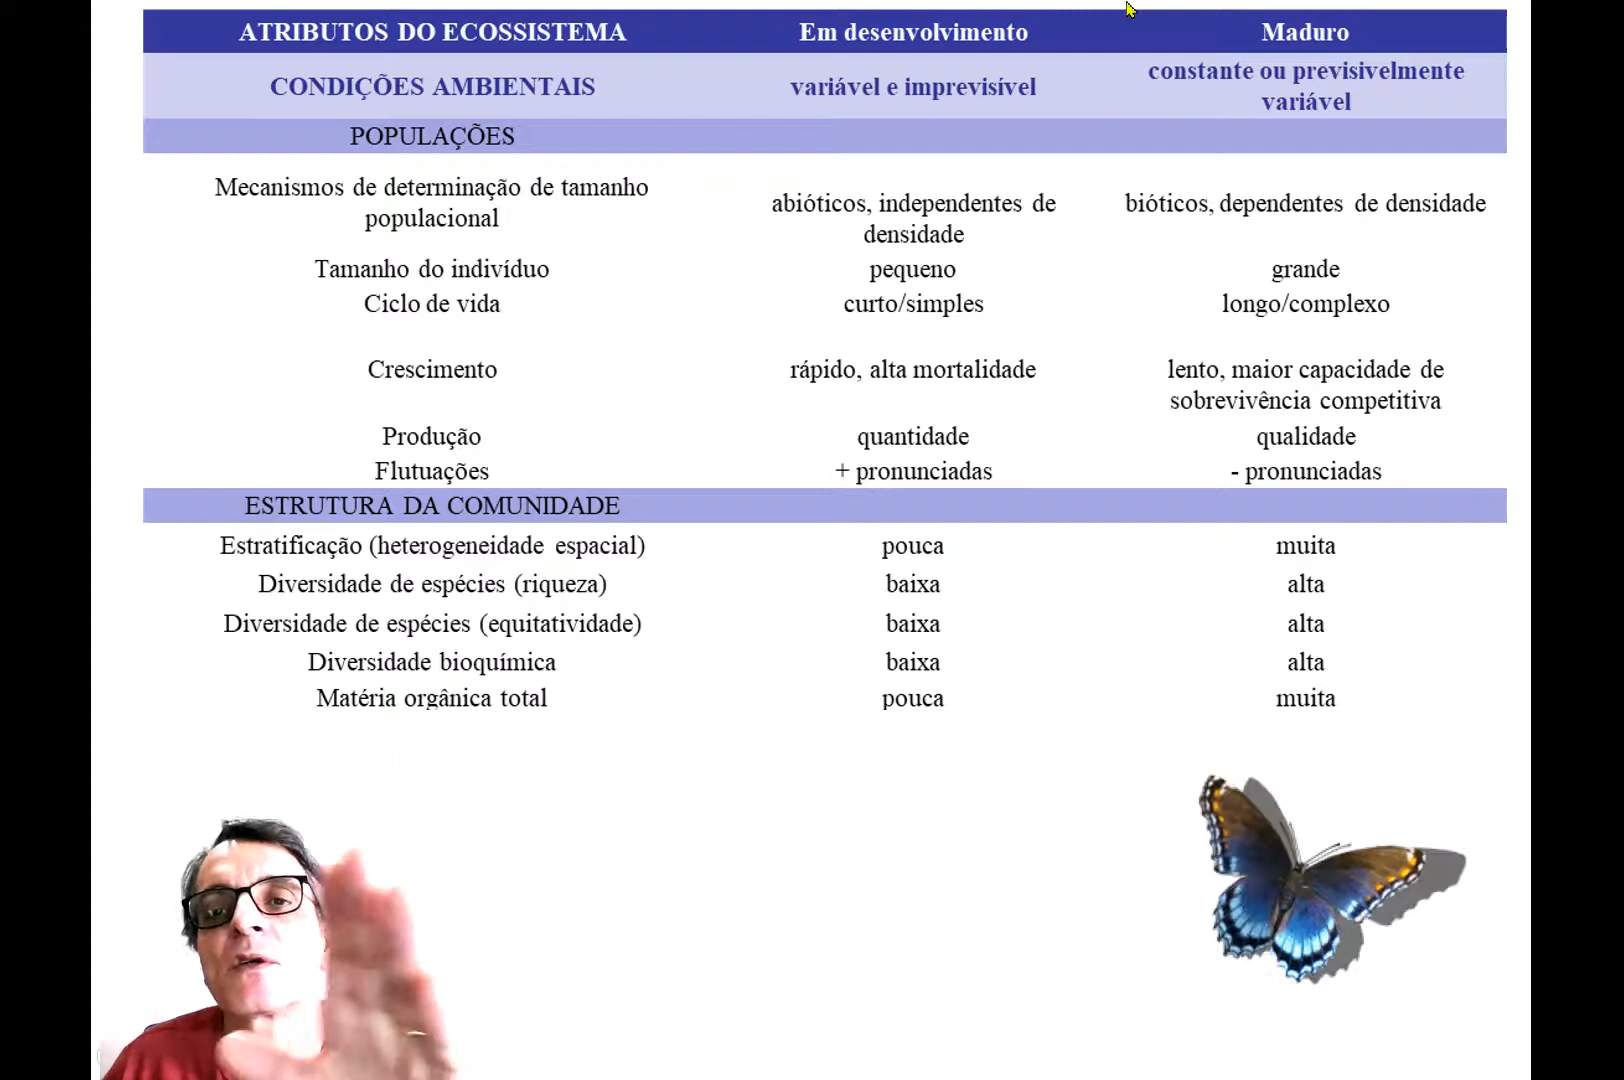 ATRIBUTOS DO ECOSSISTEMA Em desenvolvimento Maduro
CONDIÇÕES AMBIENTAIS variável e imprevisível constante ou previsivelmente
variável
POPULAÇÕES
Mecanismos de determinação de tamanho
populacional
abióticos, independentes de
densidade
bióticos, dependentes de densidade
Tamanho do indivíduo pequeno grande
Ciclo de vida curto/simples longo/complexo
Crescimento rápido, alta mortalidade lento, maior capacidade de
sobrevivência competitiva
Produção quantidade qualidade
Flutuações + pronunciadas - pronunciadas
ESTRUTURA DA COMUNIDADE
Estratificação (heterogeneidade espacial) pouca muita
Diversidade de espécies (riqueza) baixa alta
Diversidade de espécies (equitatividade) baixa alta
Diversidade bioquímica baixa alta
Matéria orgânica total pouca muita